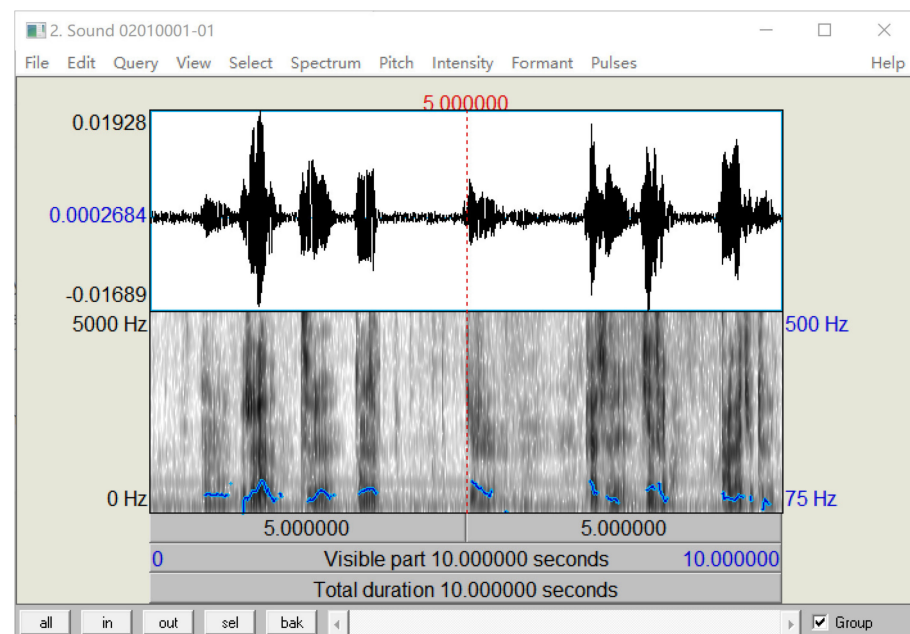 2. Sound 02010001-01
File Edit Query View Select Spectrum Pitch Intensity Formant Pulses Help
5.000000
0.01928
0.0002684
-0.01689
5000 Hz 500 Hz
0 Hz 75 Hz
5.000000 5.000000
0 Visible part 10.000000 seconds 10.000000
Total duration 10.000000 seconds
all in out sel bak Group